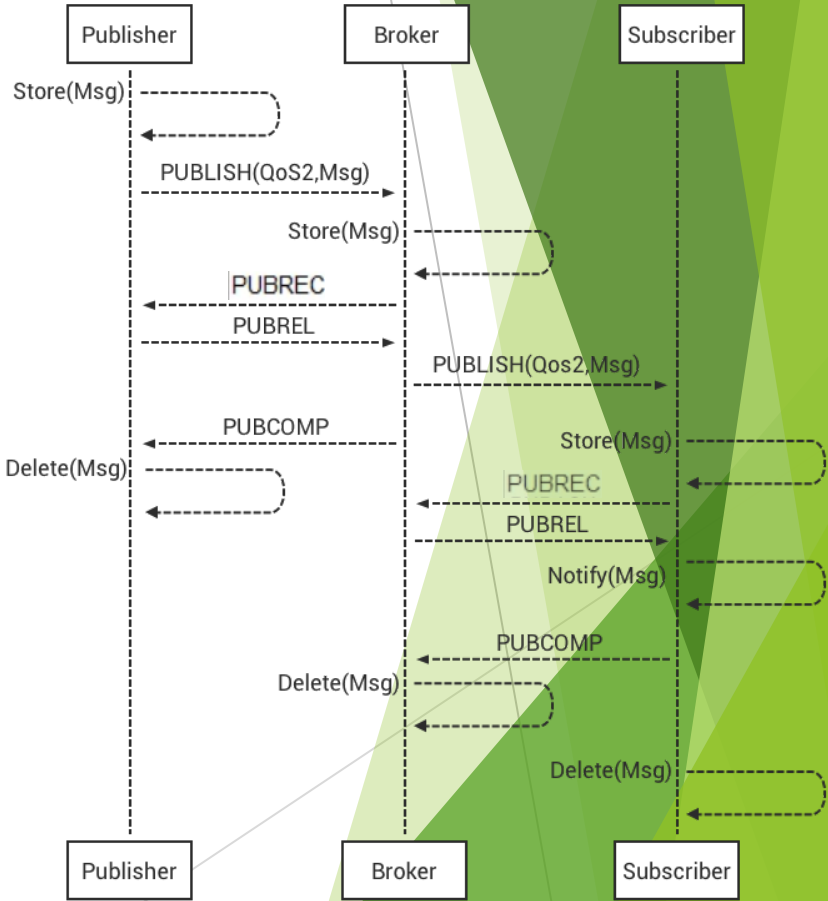 Publisher
Broker
Subscriber
Store(Msg)
PUBLISH(QoS2,Msg)
Store(Msg)
PUBREC
PUBREL
PUBLISH(Qos2,Msg)
PUBCOMP
Store(Msg)
Delete(Msg)
PUBREC
PUBREL
Notify(Msg)
PUBCOMP
Delete(Msg)
Delete(Msg)
Publisher
Broker
Subscriber